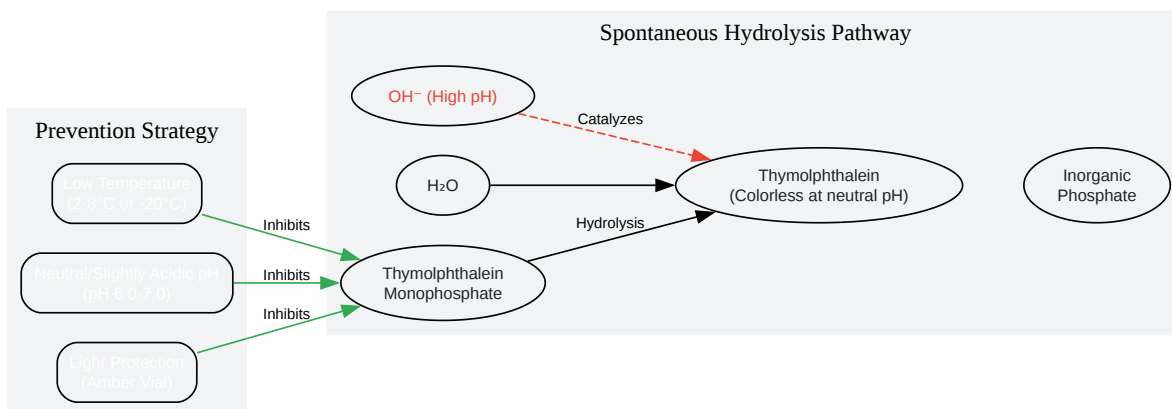 Spontaneous Hydrolysis Pathway
OH⁻ (High pH)
Catalyzes
Prevention Strategy
Low Temperature
(2-8°C or -20°C)
Inhibits
H₂O
Thymolphthalein
(Colorless at neutral pH)
Inorganic
Phosphate
Hydrolysis
Neutral/Slightly Acidic pH
(pH 6.0-7.0)
Inhibits
Thymolphthalein
Monophosphate
Inhibits
Light Protection
(Amber Vial)